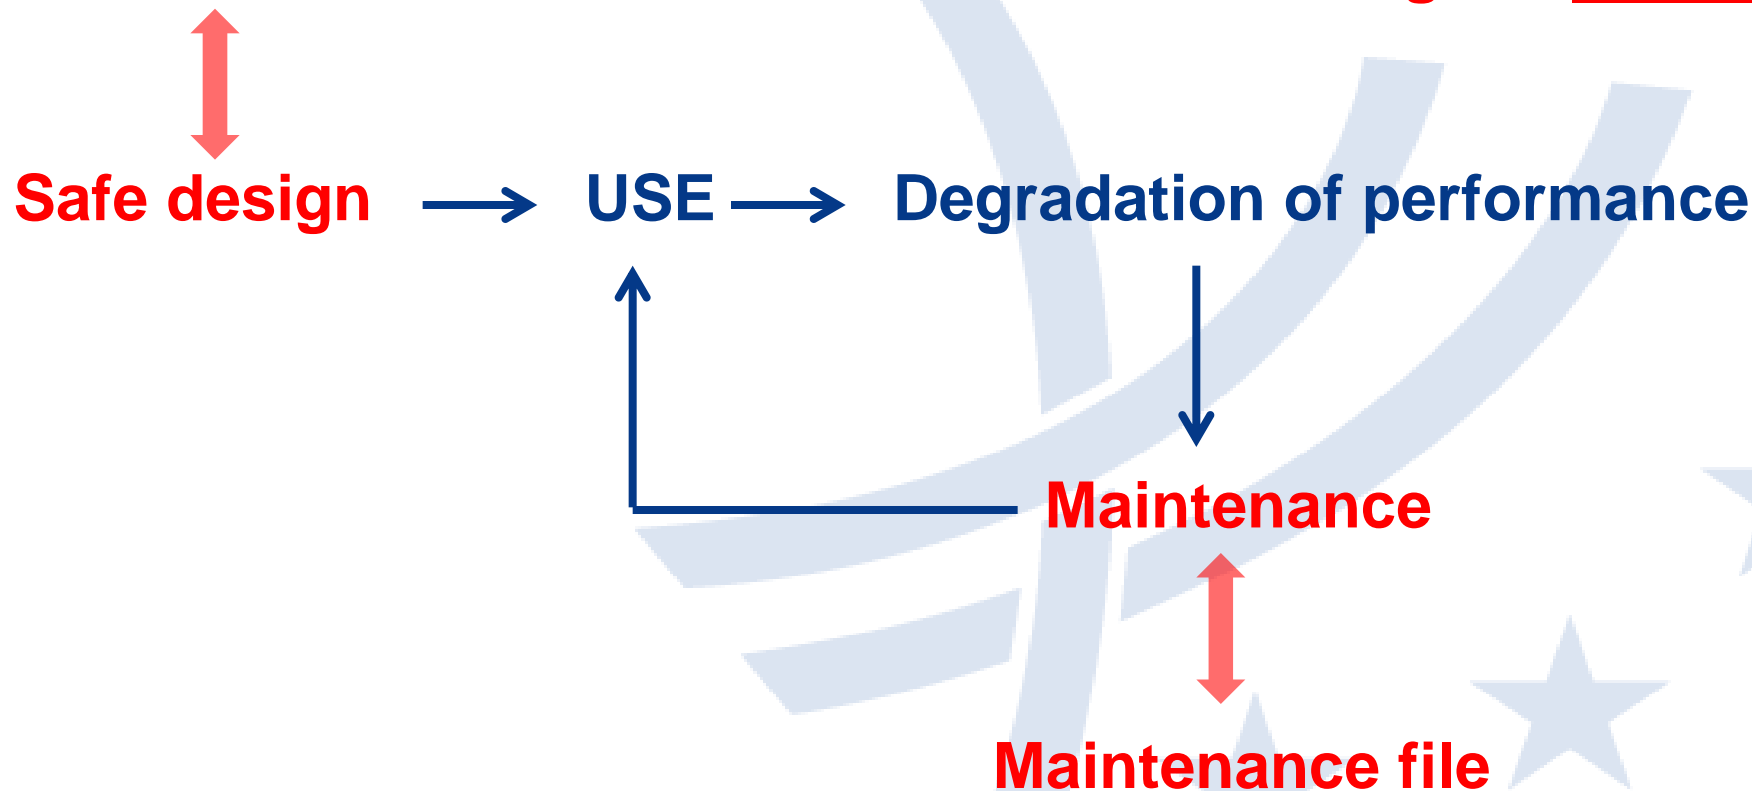 Safe design USE Degradation of performance
Maintenance
Maintenance file